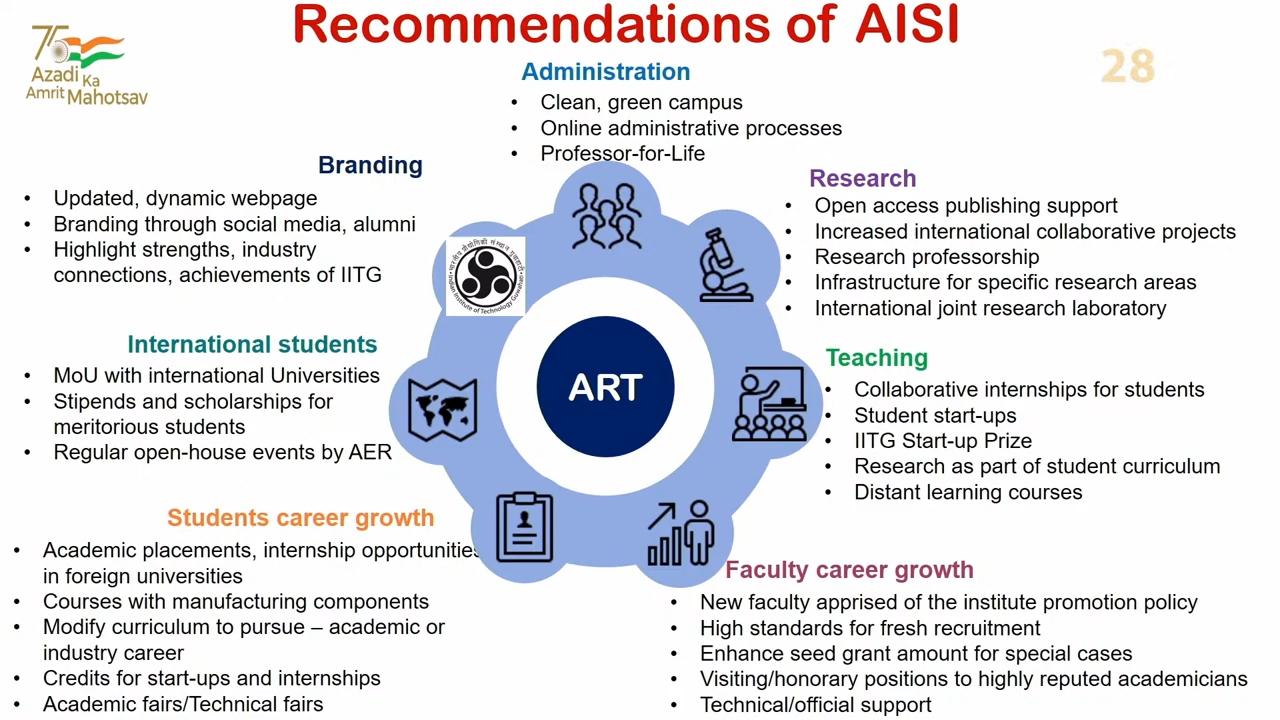 Recommendations of AISI
75
Azadi Ka
Amrit Mahotsav
28
Administration
• Clean, green campus
• Online administrative processes
• Professor-for-Life
Branding
• Updated, dynamic webpage
• Branding through social media, alumni
• Highlight strengths, industry
connections, achievements of IITG
Research
• Open access publishing support
• Increased international collaborative projects
• Research professorship
• Infrastructure for specific research areas
• International joint research laboratory
भारतीय प्रौद्योगिकी संस्थान गुवाहाटी
Indian Institute of Technology Guwahati
ART
International students
• MoU with international Universities
• Stipends and scholarships for
meritorious students
• Regular open-house events by AER
Teaching
• Collaborative internships for students
• Student start-ups
• IITG Start-up Prize
• Research as part of student curriculum
• Distant learning courses
Students career growth
• Academic placements, internship opportunities
in foreign universities
• Courses with manufacturing components
• Modify curriculum to pursue – academic or
industry career
• Credits for start-ups and internships
• Academic fairs/Technical fairs
Faculty career growth
• New faculty apprised of the institute promotion policy
• High standards for fresh recruitment
• Enhance seed grant amount for special cases
• Visiting/honorary positions to highly reputed academicians
• Technical/official support